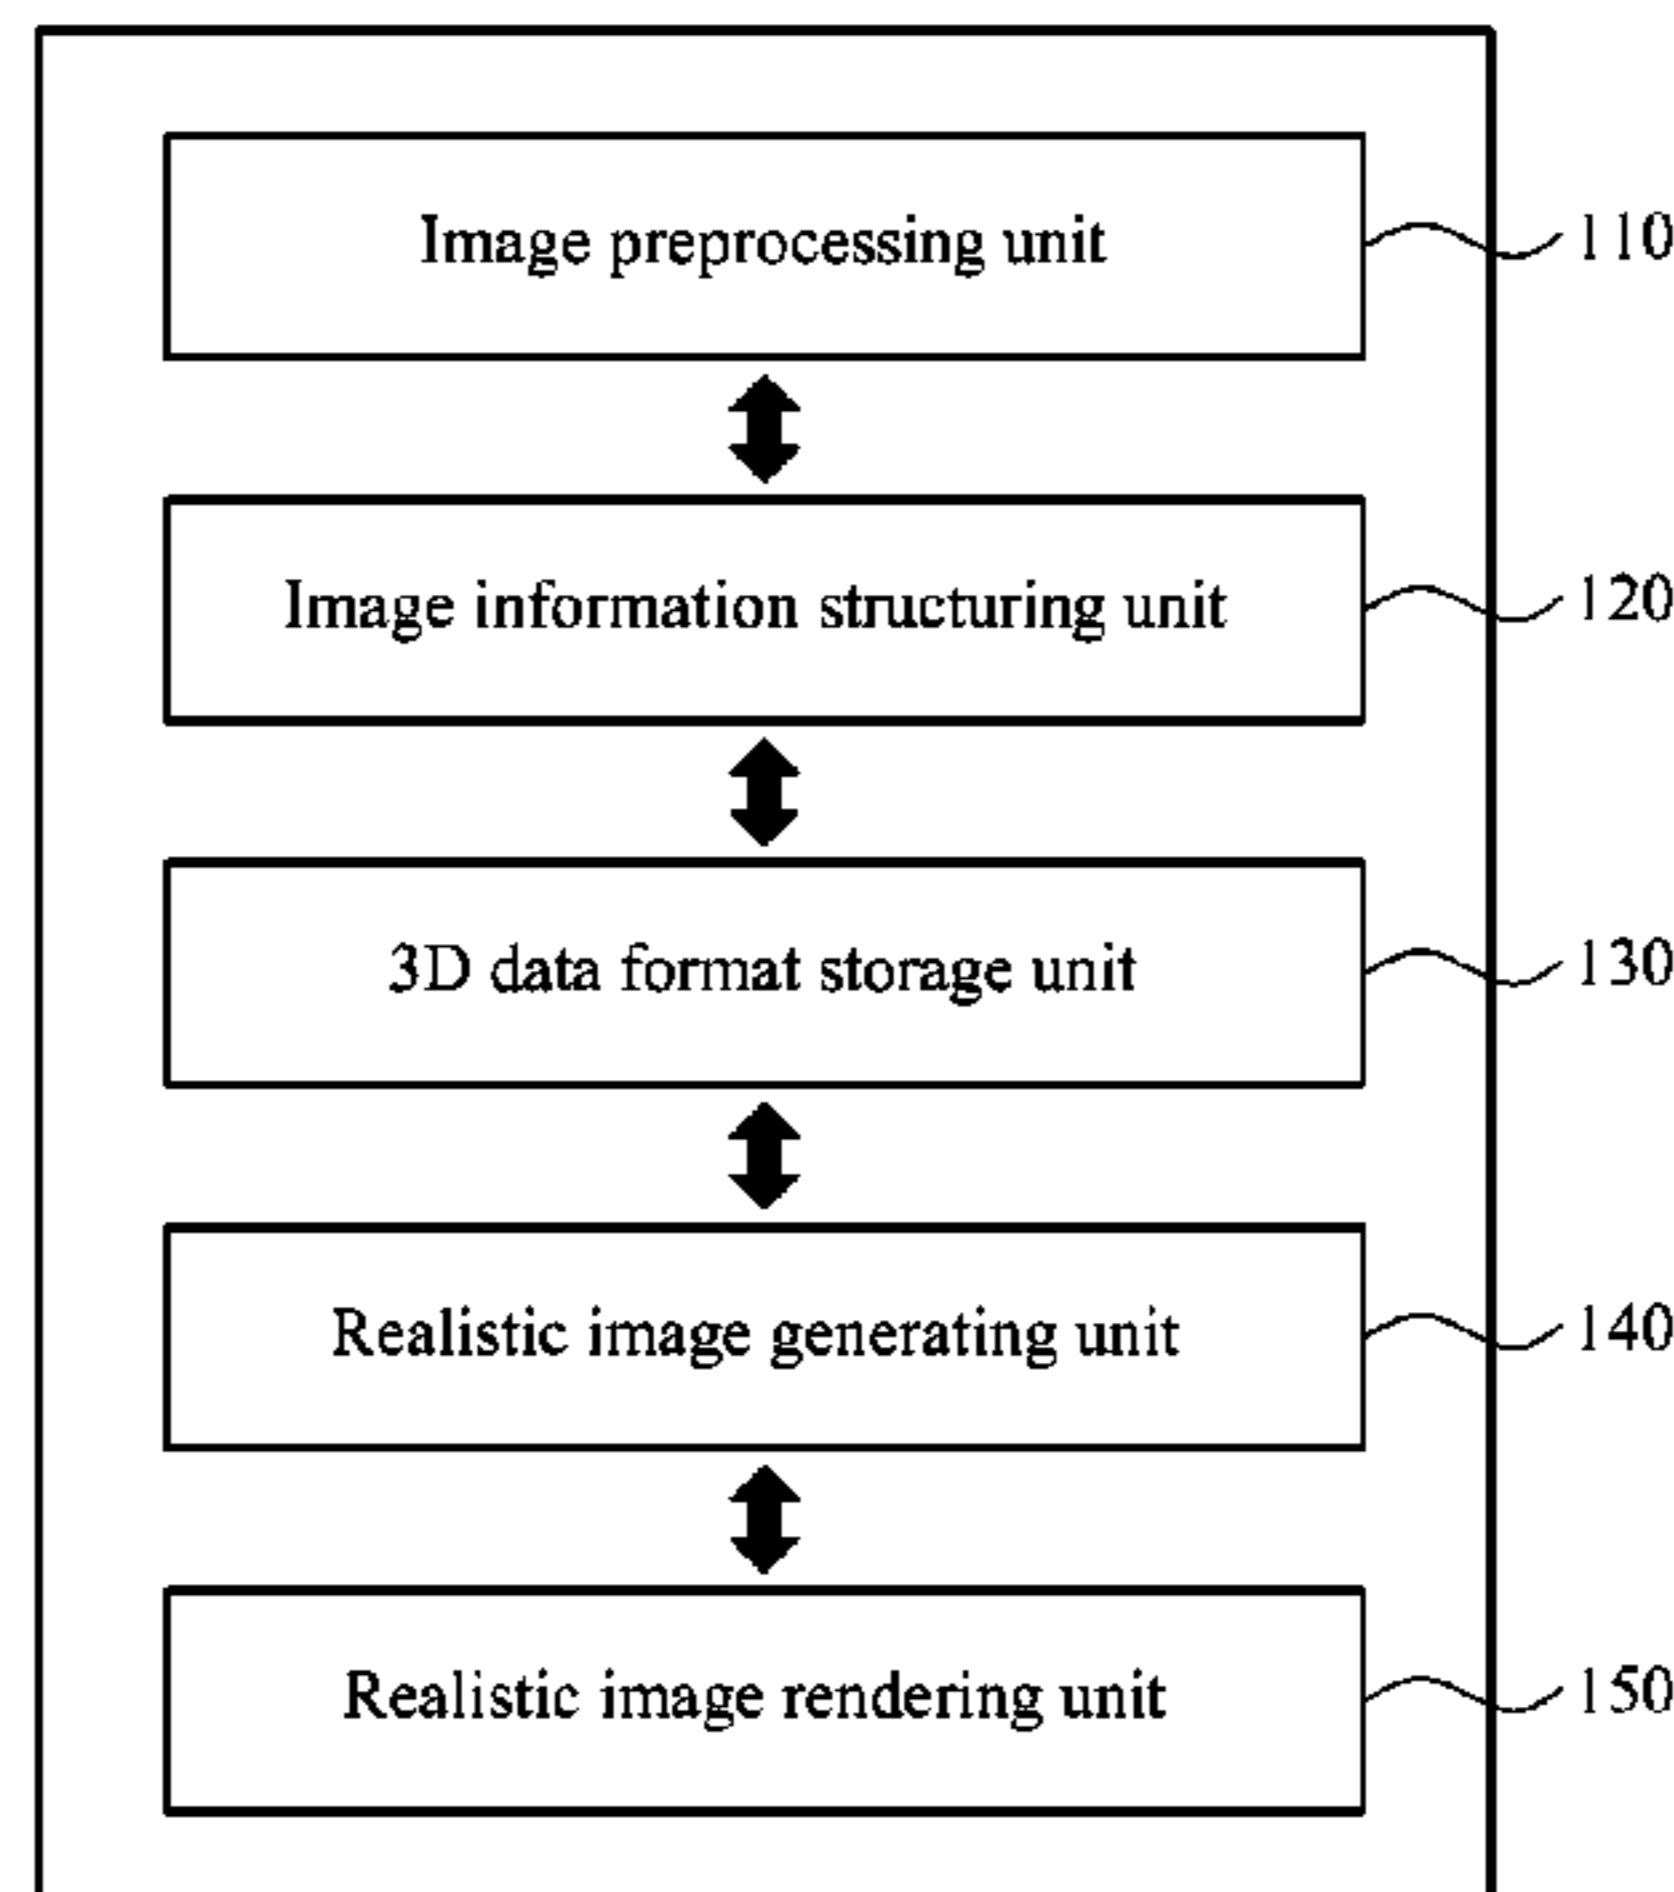 Image preprocessing unit 110
Image information structuring unit 120
3D data format storage unit 130
Realistic image generating unit 140
Realistic image rendering unit 150